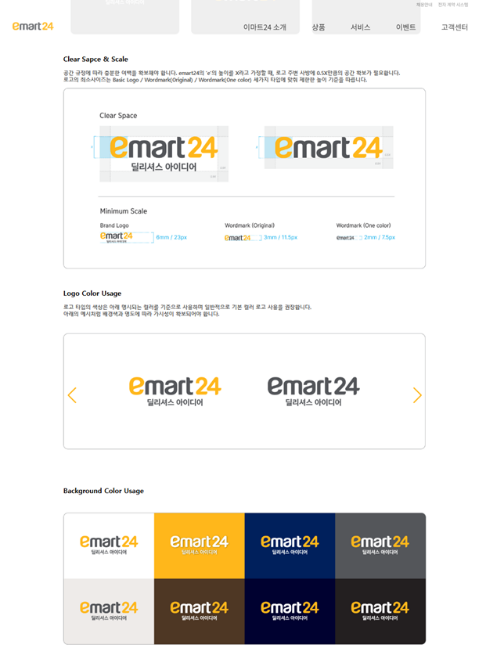 emart24
이마트24 소개 상품 서비스 이벤트 고객센터
Clear Sapce & Scale
공간 규정에 따라 충분한 여백을 확보해야 합니다. emart24의 'e'의 높이를 X라고 가정할 때, 로고 주변 사방에 0.5X만큼의 공간 확보가 필요합니다.
로고의 최소사이즈는 Basic Logo / Wordmark(Original) / Wordmark(One color) 세가지 타입에 맞춰 제한한 높이 기준을 따릅니다.
Clear Space
emart24
딜리셔스 아이디어
emart24
Minimum Scale
Brand Logo Wordmark (Original) Wordmark (One color)
emart24 6mm / 23px emart24 3mm / 11.5px emart24 2mm / 7.5px
딜리셔스 아이디어
Logo Color Usage
로고 타입의 색상은 아래 명시되는 컬러를 기준으로 사용하며 일반적으로 기본 컬러 로고 사용을 권장합니다.
아래의 예시처럼 배경색과 명도에 따라 가시성이 확보되어야 합니다.
emart24 emart24
딜리셔스 아이디어 딜리셔스 아이디어
Background Color Usage
emart24 emart24 emart24 emart24
딜리셔스 아이디어 딜리셔스 아이디어 딜리셔스 아이디어 딜리셔스 아이디어
emart24 emart24 emart24 emart24
딜리셔스 아이디어 딜리셔스 아이디어 딜리셔스 아이디어 딜리셔스 아이디어